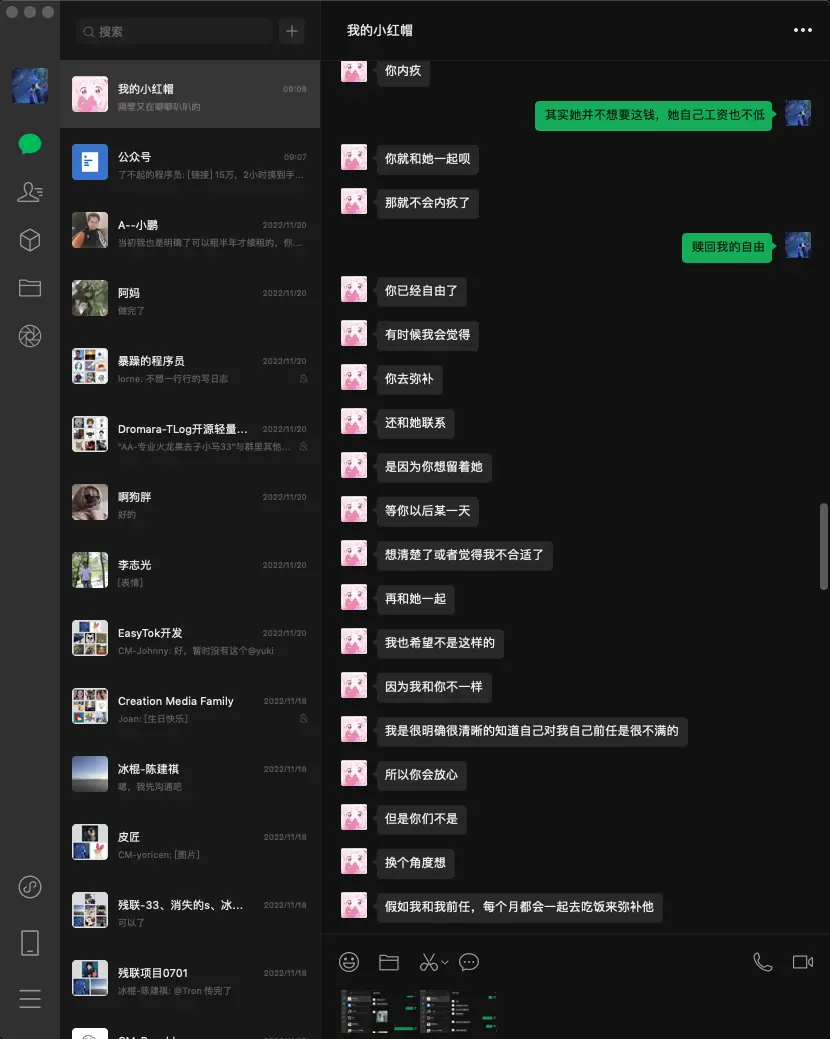 搜索
我的小红帽
09:08
隔壁又在噼噼叭叭的
公众号
09:07
了不起的程序员: [链接] 15万，2小时搞到手...
A--小鹏
2022/11/20
当初我也是明确了可以租半年才续租的，你...
阿妈
2022/11/20
做完了
暴躁的程序员
2022/11/20
lorne: 不想一行行的写日志
Dromara-TLog开源轻量...
2022/11/20
"AA-专业火龙果去子小马33"与群里其他...
啊狗胖
2022/11/20
好的
李志光
2022/11/20
[表情]
EasyTok开发
2022/11/20
CM-Johnny: 好，暂时没有这个@yuki
Creation Media Family
2022/11/18
Joan: [生日快乐]
冰棍-陈建祺
2022/11/18
嗯，我先沟通吧
皮匠
2022/11/18
CM-yoricen: [图片]
残联-33、消失的s、冰...
2022/11/18
可以了
残联项目0701
2022/11/18
冰棍-陈建祺: @Tron 传完了
我的小红帽
你内疚
其实她并不想要这钱，她自己工资也不低
你就和她一起呗
那就不会内疚了
赎回我的自由
你已经自由了
有时候我会觉得
你去弥补
还和她联系
是因为你想留着她
等你以后某一天
想清楚了或者觉得我不合适了
再和她一起
我也希望不是这样的
因为我和你不一样
我是很明确很清晰的知道自己对我自己前任是很不满的
所以你会放心
但是你们不是
换个角度想
假如我和我前任，每个月都会一起去吃饭来弥补他